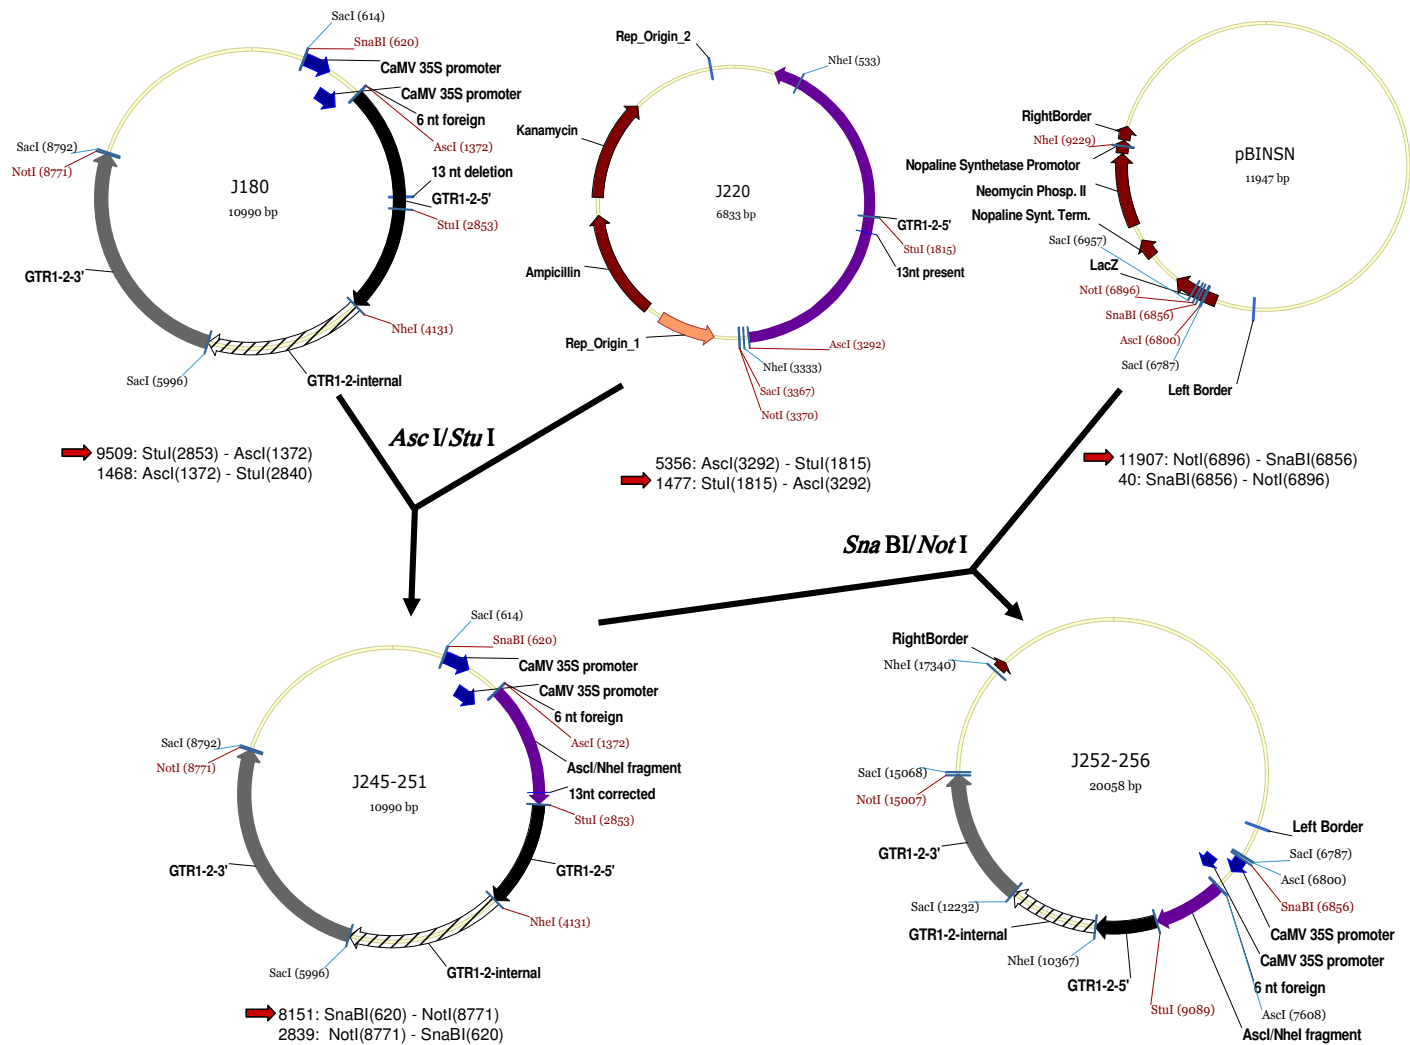 SacI (614)
SnaBI (620)
CaMV 35S promoter
CaMV 35S promoter
6 nt foreign
AscI (1372)
13 nt deletion
GTR1-2-5'
StuI (2853)
NheI (4131)
GTR1-2-internal
SacI (5996)
GTR1-2-3'
NotI (8771)
SacI (8792)
J180
10990 bp
Rep_Origin_2
NheI (533)
Kanamycin
J220
6833 bp
GTR1-2-5'
StuI (1815)
13nt present
Ampicillin
Rep_Origin_1
AscI (3292)
NheI (3333)
SacI (3367)
NotI (3370)
RightBorder
NheI (9229)
Nopaline Synthetase Promotor
Neomycin Phosp. II
Nopaline Synt. Term.
SacI (6957)
LacZ
NotI (6896)
SnaBI (6856)
AscI (6800)
SacI (6787)
Left Border
pBINSN
11947 bp
Asc I/Stu I
9509: StuI(2853) - AscI(1372)
1468: AscI(1372) - StuI(2840)
5356: AscI(3292) - StuI(1815)
1477: StuI(1815) - AscI(3292)
11907: NotI(6896) - SnaBI(6856)
40: SnaBI(6856) - NotI(6896)
Sna BI/Not I
SacI (614)
SnaBI (620)
CaMV 35S promoter
CaMV 35S promoter
6 nt foreign
AscI (1372)
AscI/NheI fragment
13nt corrected
StuI (2853)
GTR1-2-5'
NheI (4131)
GTR1-2-internal
SacI (5996)
GTR1-2-3'
NotI (8771)
SacI (8792)
J245-251
10990 bp
8151: SnaBI(620) - NotI(8771)
2839: NotI(8771) - SnaBI(620)
RightBorder
NheI (17340)
J252-256
20058 bp
SacI (15068)
NotI (15007)
GTR1-2-3'
SacI (12232)
GTR1-2-internal
NheI (10367)
GTR1-2-5'
StuI (9089)
Left Border
SacI (6787)
AscI (6800)
SnaBI (6856)
CaMV 35S promoter
CaMV 35S promoter
6 nt foreign
AscI (7608)
AscI/NheI fragment